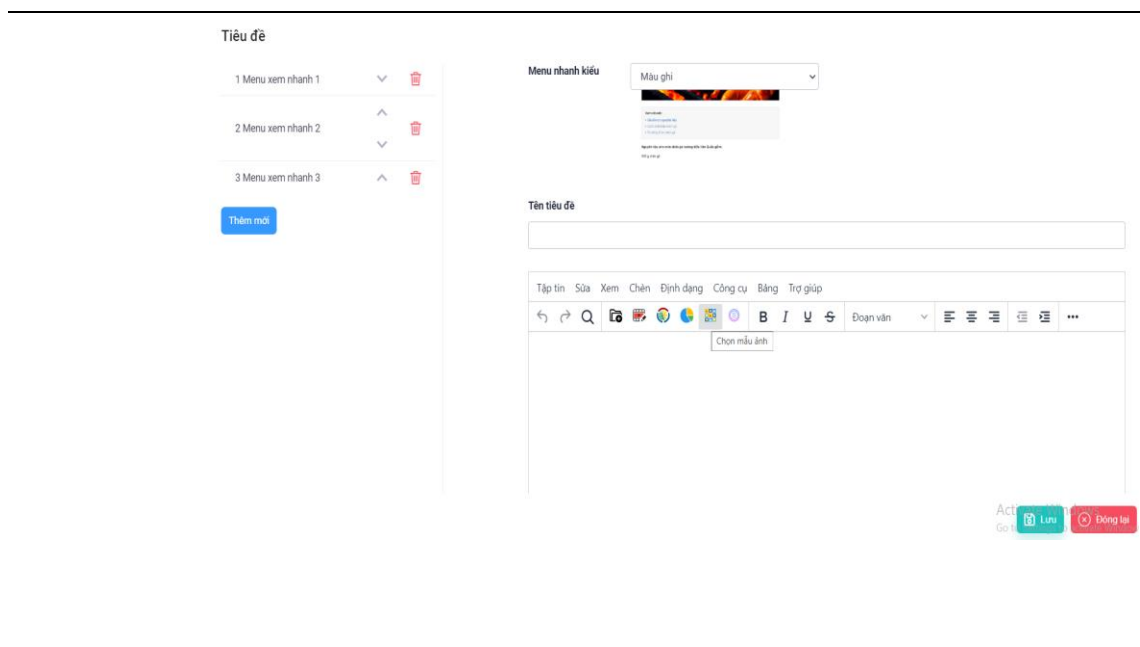 Tiêu đề
1 Menu xem nhanh 1
2 Menu xem nhanh 2
3 Menu xem nhanh 3
Thêm mới
Menu nhanh kiểu
Màu ghi
Tên tiêu đề
Tập tin Sửa Xem Chèn Định dạng Công cụ Bảng Trợ giúp
B I U S Đoạn văn
Chọn mẫu ảnh
Lưu
Đóng lại